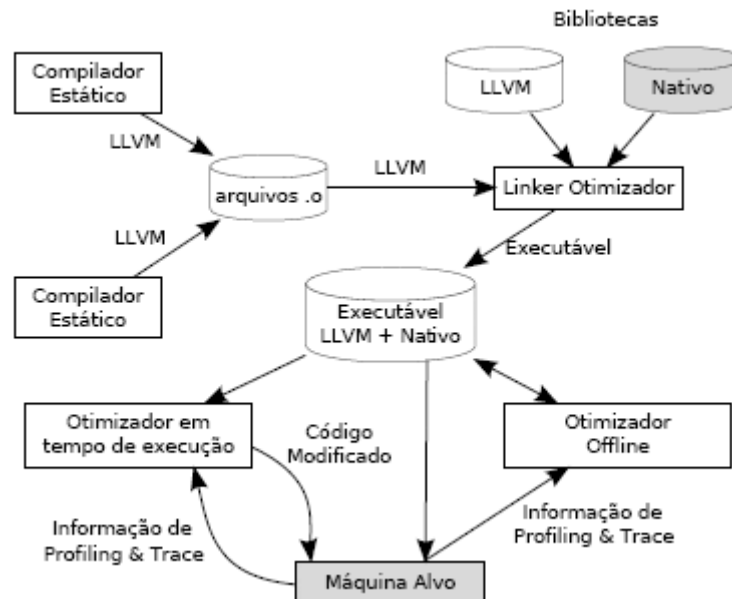 Bibliotecas
Compilador
Estático
LLVM
Nativo
LLVM
arquivos .o
LLVM
Linker Otimizador
LLVM
Executável
Compilador
Estático
Executável
LLVM + Nativo
Otimizador em
tempo de execução
Código
Modificado
Otimizador
Offline
Informação de
Profiling & Trace
Informação de
Profiling & Trace
Máquina Alvo